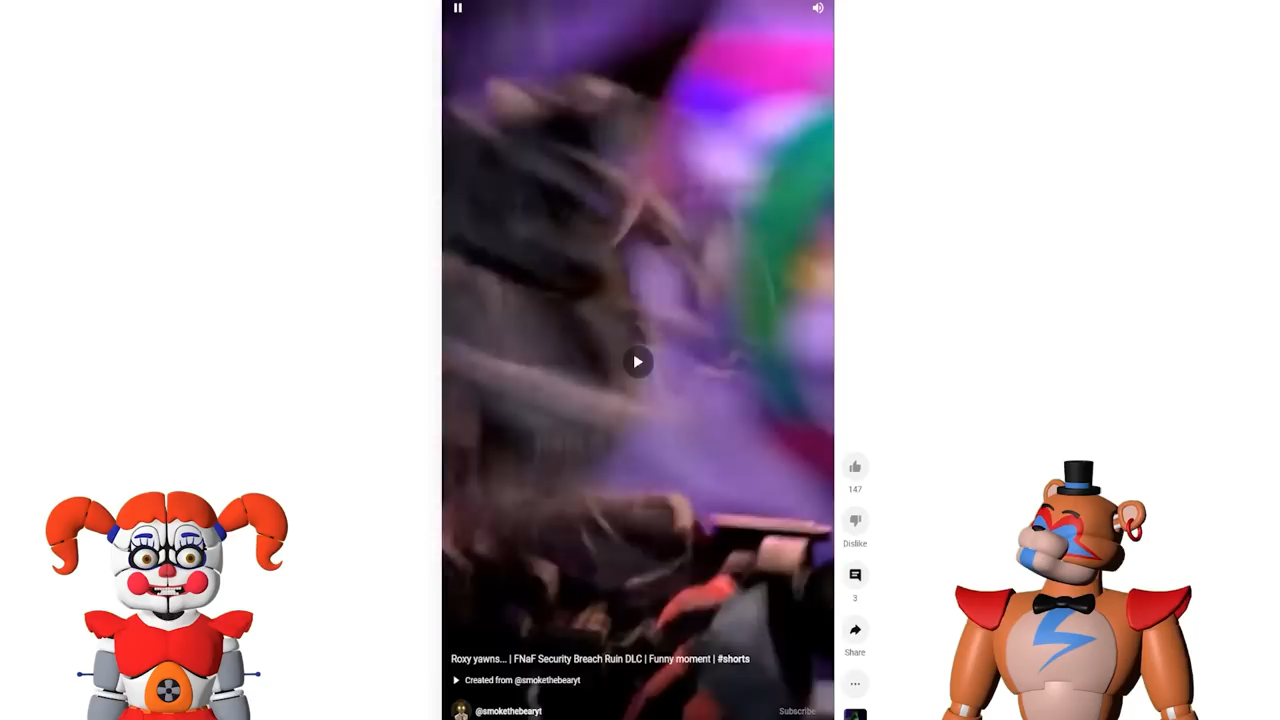 147
Dislike
3
Share
Roxy yawns... | FNaF Security Breach Ruin DLC | Funny moment | #shorts
Created from @smokethebearyt
@smokethebearyt
Subscribe